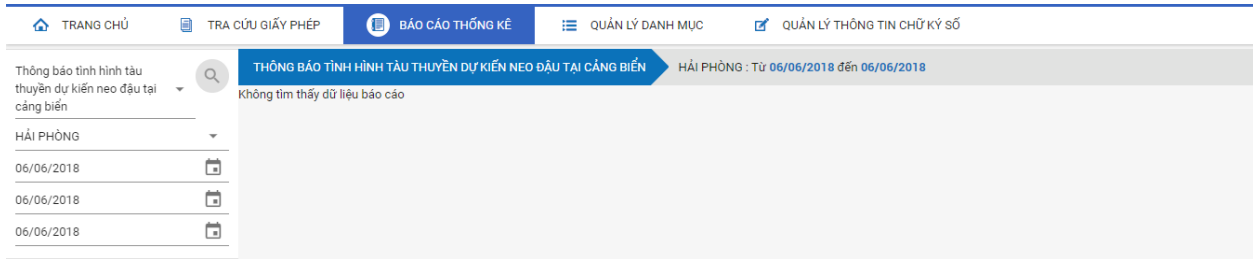 TRANG CHỦ
TRA CỨU GIẤY PHÉP
BÁO CÁO THỐNG KÊ
QUẢN LÝ DANH MỤC
QUẢN LÝ THÔNG TIN CHỮ KÝ SỐ
Thông báo tình hình tàu
thuyền dự kiến neo đậu tại
cảng biển
HẢI PHÒNG
06/06/2018
06/06/2018
06/06/2018
THÔNG BÁO TÌNH HÌNH TÀU THUYỀN DỰ KIẾN NEO ĐẬU TẠI CẢNG BIỂN
HẢI PHÒNG : Từ 06/06/2018 đến 06/06/2018
Không tìm thấy dữ liệu báo cáo